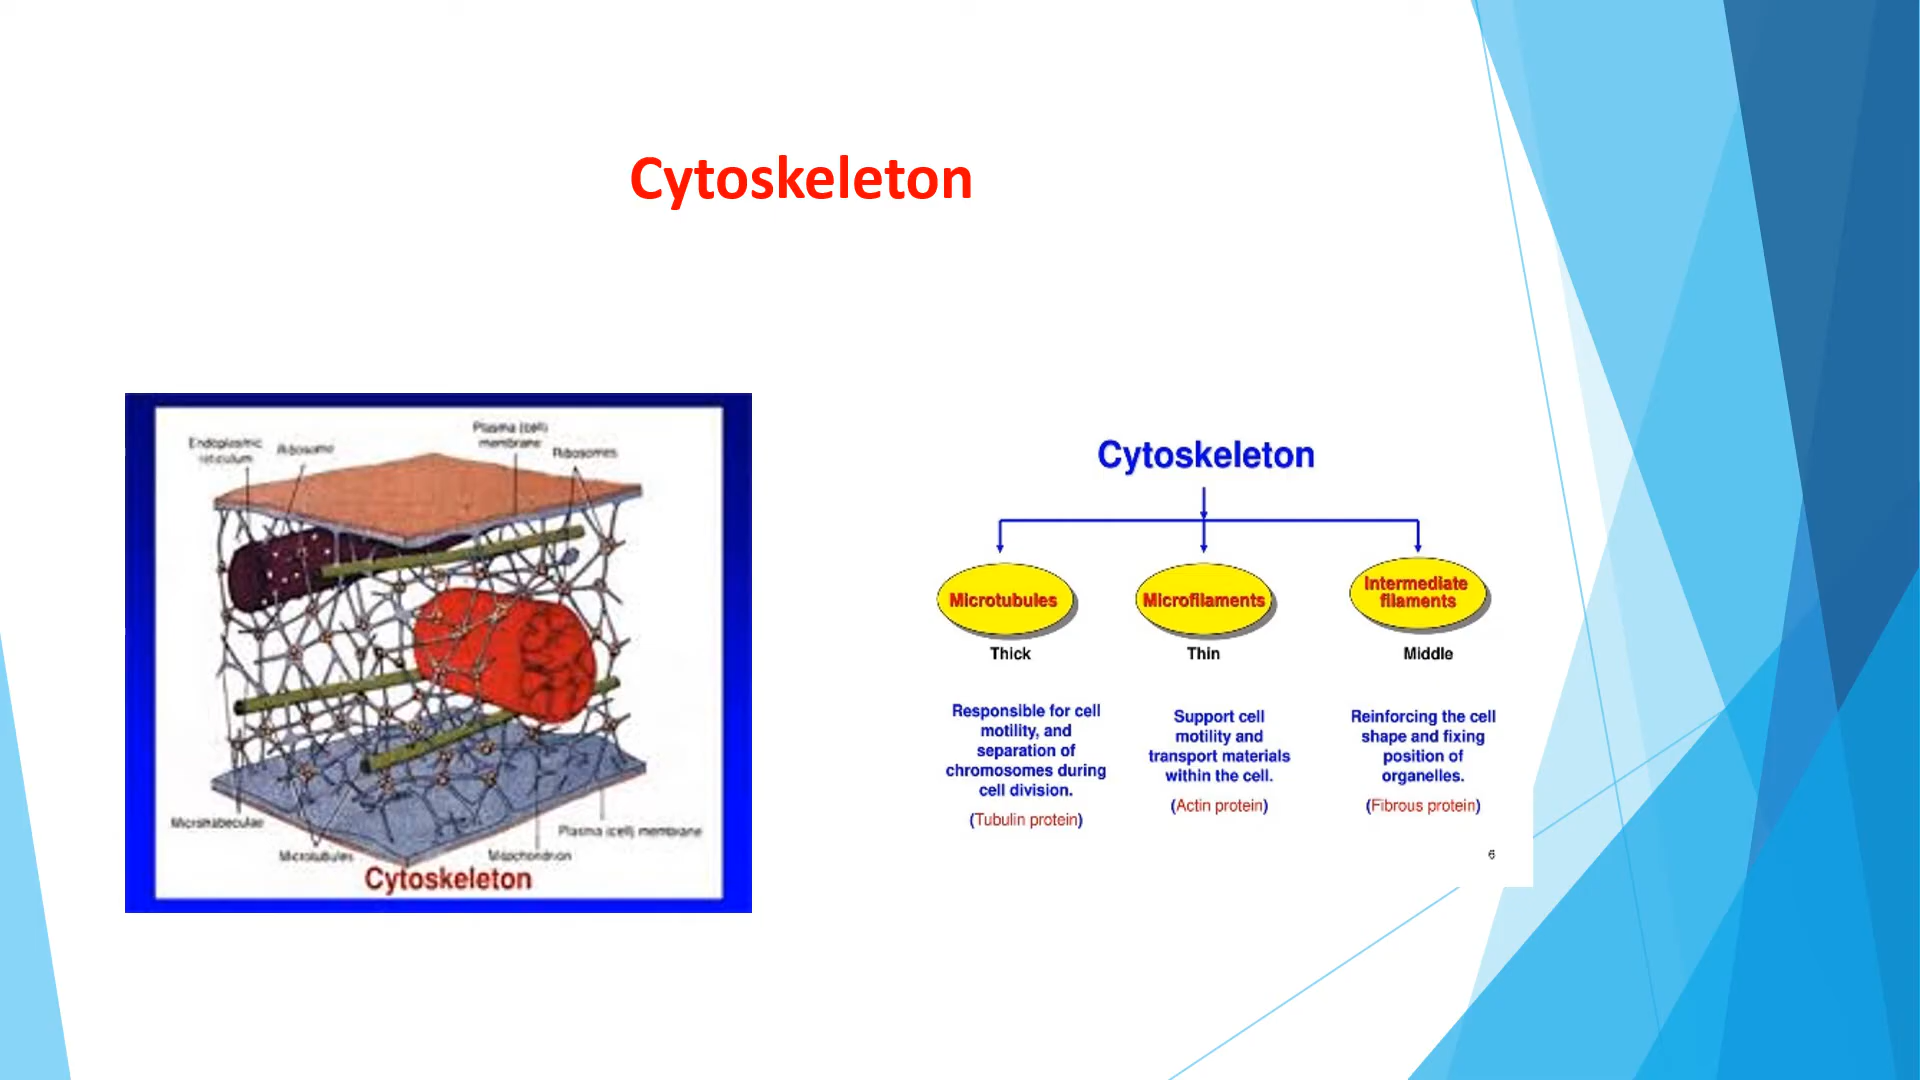 Cytoskeleton
Plasma (cell)
membrane
Endoplasmic
reticulum
Ribosome
Ribosomes
Microtrabeculae
Microtubules
Mitochondrion
Plasma (cell) membrane
Cytoskeleton
Cytoskeleton
Microtubules
Microfilaments
Intermediate
filaments
Thick
Thin
Middle
Responsible for cell
motility, and
separation of
chromosomes during
cell division.
(Tubulin protein)
Support cell
motility and
transport materials
within the cell.
(Actin protein)
Reinforcing the cell
shape and fixing
position of
organelles.
(Fibrous protein)
6